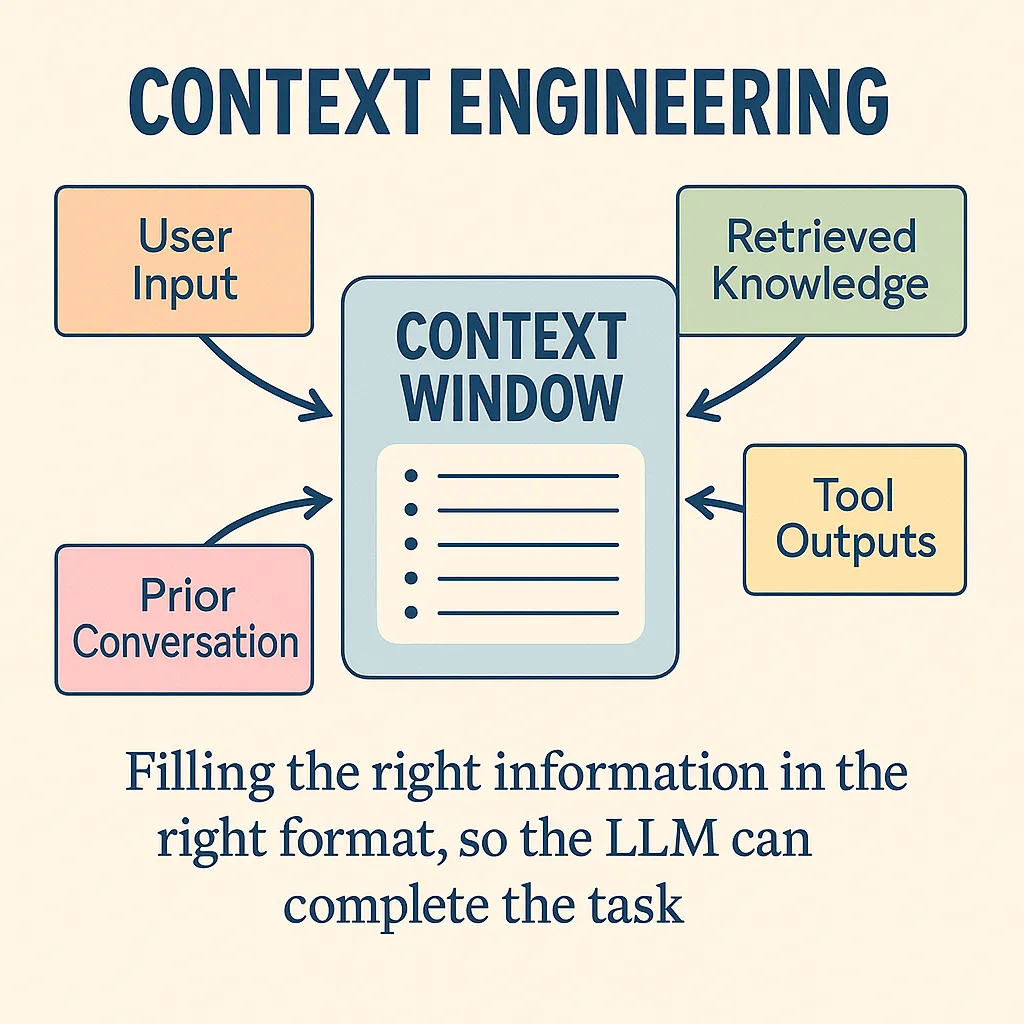 CONTEXT ENGINEERING
User
Input
Retrieved
Knowledge
CONTEXT
WINDOW
Tool
Outputs
Prior
Conversation
Filling the right information in the
right format, so the LLM can
complete the task